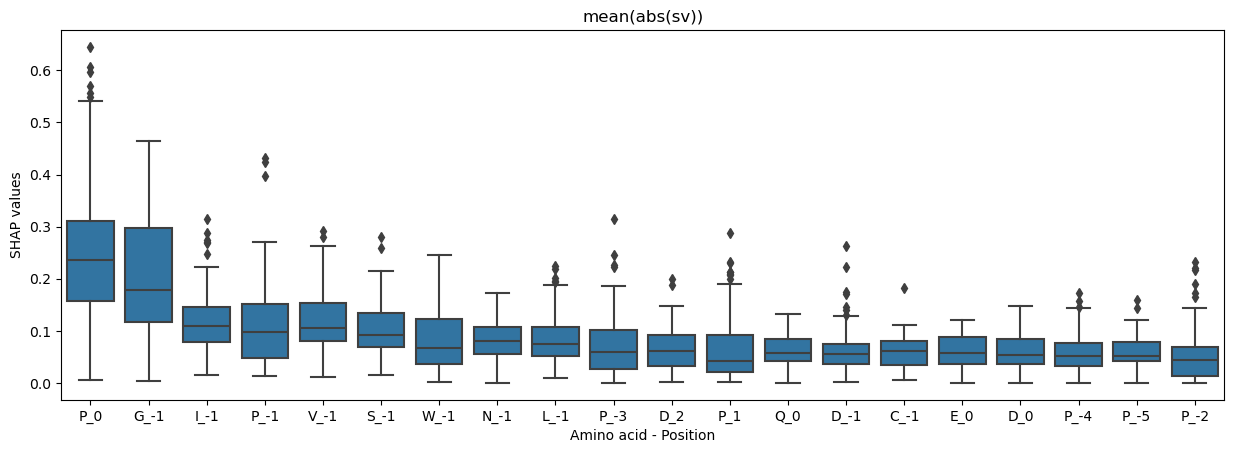 mean(abs(sv))
SHAP values
0.6
0.5
0.4
0.3
0.2
0.1
0.0
P_0 G_-1 I_-1 P_-1 V_-1 S_-1 W_-1 N_-1 L_-1 P_-3 D_2 P_1 Q_0 D_-1 C_-1 E_0 D_0 P_-4 P_-5 P_-2
Amino acid - Position